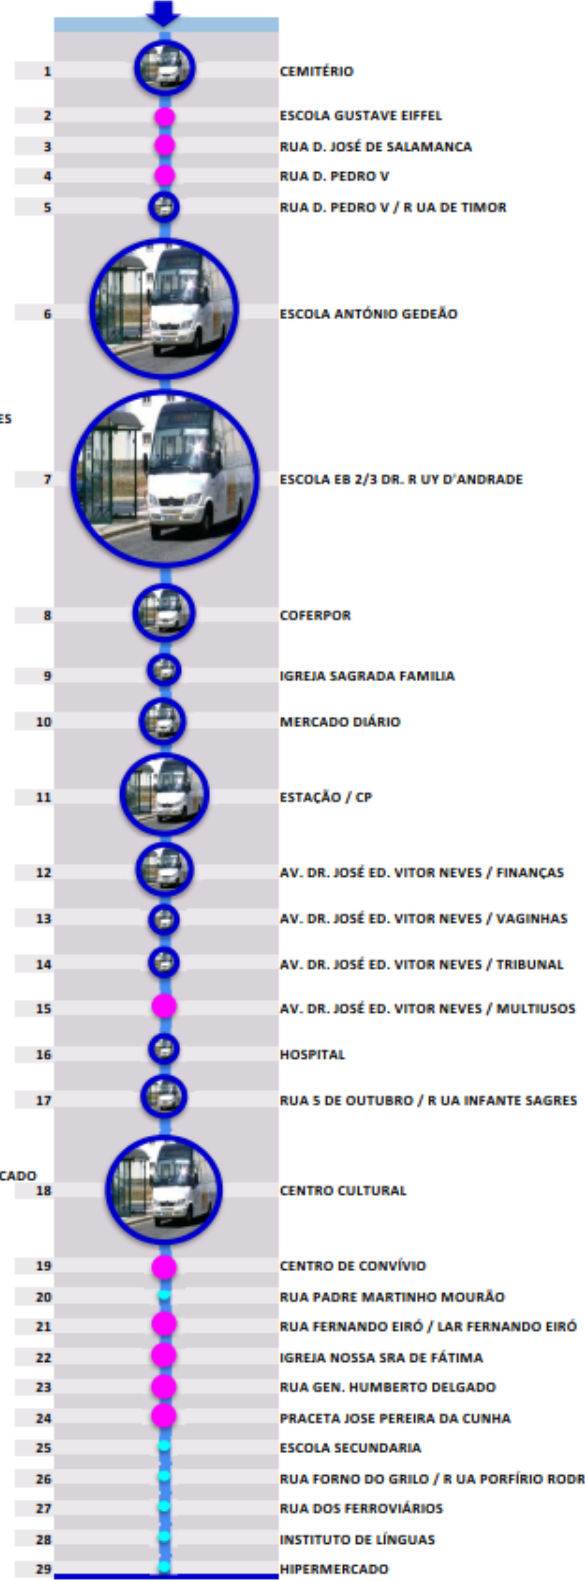 1 CEMITÉRIO
2 ESCOLA GUSTAVE EIFFEL
3 RUA D. JOSÉ DE SALAMANCA
4 RUA D. PEDRO V
5 RUA D. PEDRO V / R UA DE TIMOR
6 ESCOLA ANTÓNIO GEDEÃO
ES
7 ESCOLA EB 2/3 DR. R UY D'ANDRADE
8 COFERPOR
9 IGREJA SAGRADA FAMILIA
10 MERCADO DIÁRIO
11 ESTAÇÃO / CP
12 AV. DR. JOSÉ ED. VITOR NEVES / FINANÇAS
13 AV. DR. JOSÉ ED. VITOR NEVES / VAGINHAS
14 AV. DR. JOSÉ ED. VITOR NEVES / TRIBUNAL
15 AV. DR. JOSÉ ED. VITOR NEVES / MULTIUSOS
16 HOSPITAL
17 RUA 5 DE OUTUBRO / R UA INFANTE SAGRES
CADO
18 CENTRO CULTURAL
19 CENTRO DE CONVÍVIO
20 RUA PADRE MARTINHO MOURÃO
21 RUA FERNANDO EIRÓ / LAR FERNANDO EIRÓ
22 IGREJA NOSSA SRA DE FÁTIMA
23 RUA GEN. HUMBERTO DELGADO
24 PRACETA JOSE PEREIRA DA CUNHA
25 ESCOLA SECUNDARIA
26 RUA FORNO DO GRILO / R UA PORFÍRIO RODR
27 RUA DOS FERROVIÁRIOS
28 INSTITUTO DE LÍNGUAS
29 HIPERMERCADO